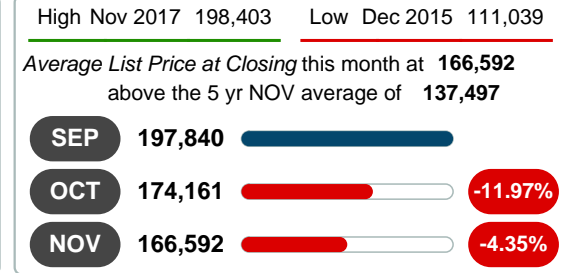 High Nov 2017 198,403 Low Dec 2015 111,039
Average List Price at Closing this month at 166,592
above the 5 yr NOV average of 137,497
SEP 197,840
OCT 174,161 -11.97%
NOV 166,592 -4.35%